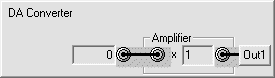 DA Converter
Amplifier
0 x 1 Out1